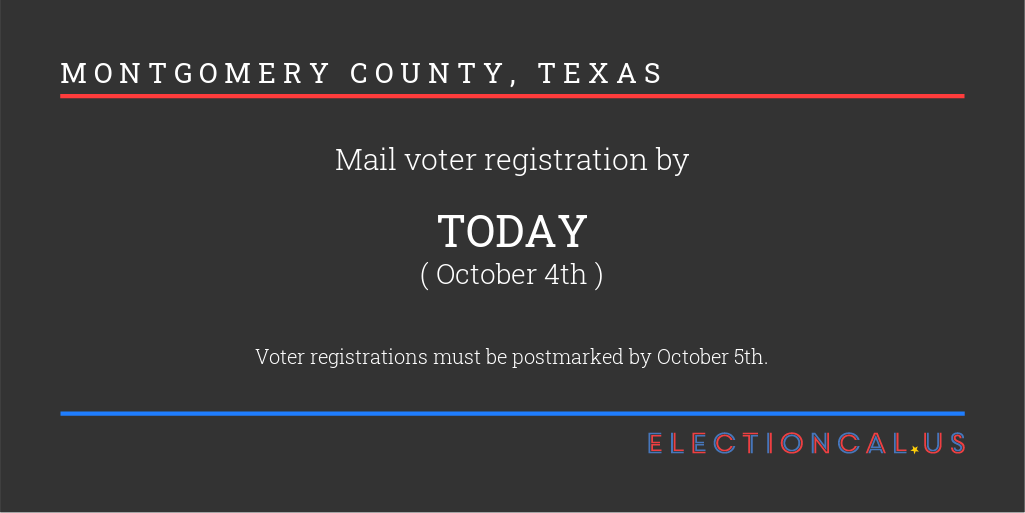 MONTGOMERY COUNTY, TEXAS
Mail voter registration by
TODAY
( October 4th )
Voter registrations must be postmarked by October 5th.
ELECTIONCAL.US